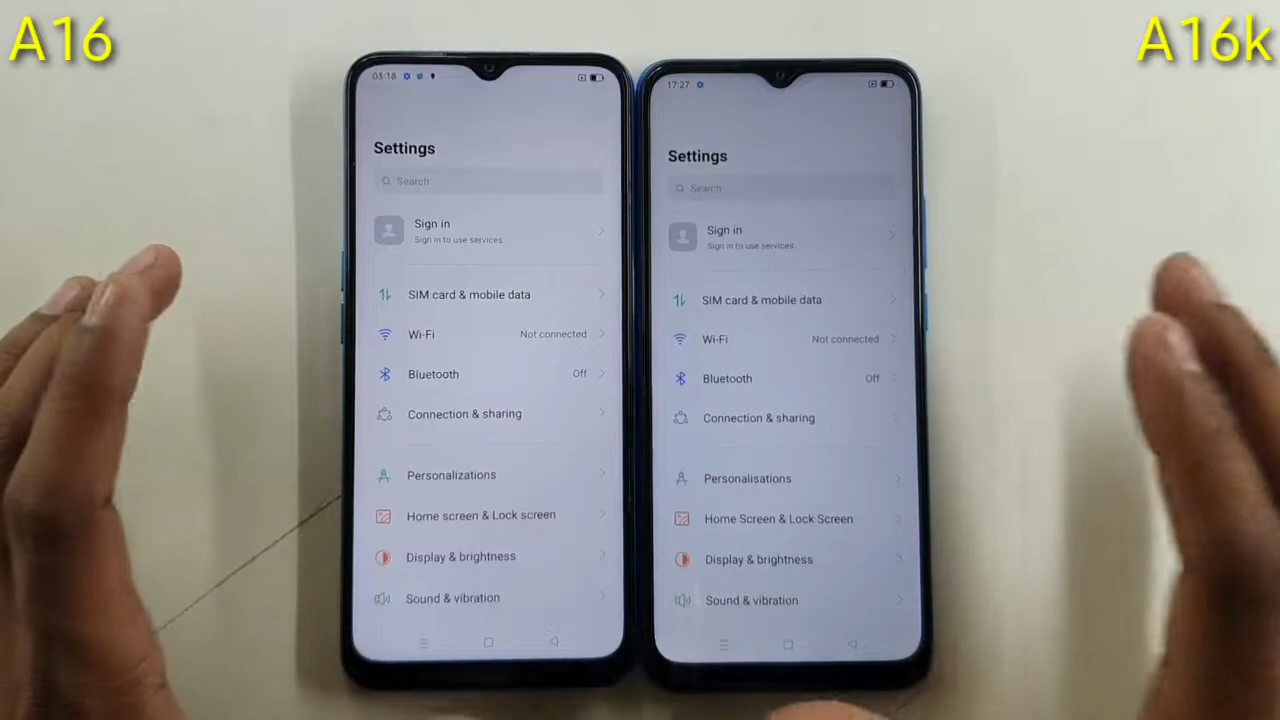 A16
A16k
03:18
Settings
Search
Sign in
Sign in to use services.
SIM card & mobile data
Wi-Fi Not connected
Bluetooth Off
Connection & sharing
Personalizations
Home screen & Lock screen
Display & brightness
Sound & vibration
17:27
Settings
Search
Sign in
Sign in to use services.
SIM card & mobile data
Wi-Fi Not connected
Bluetooth Off
Connection & sharing
Personalisations
Home Screen & Lock Screen
Display & brightness
Sound & vibration